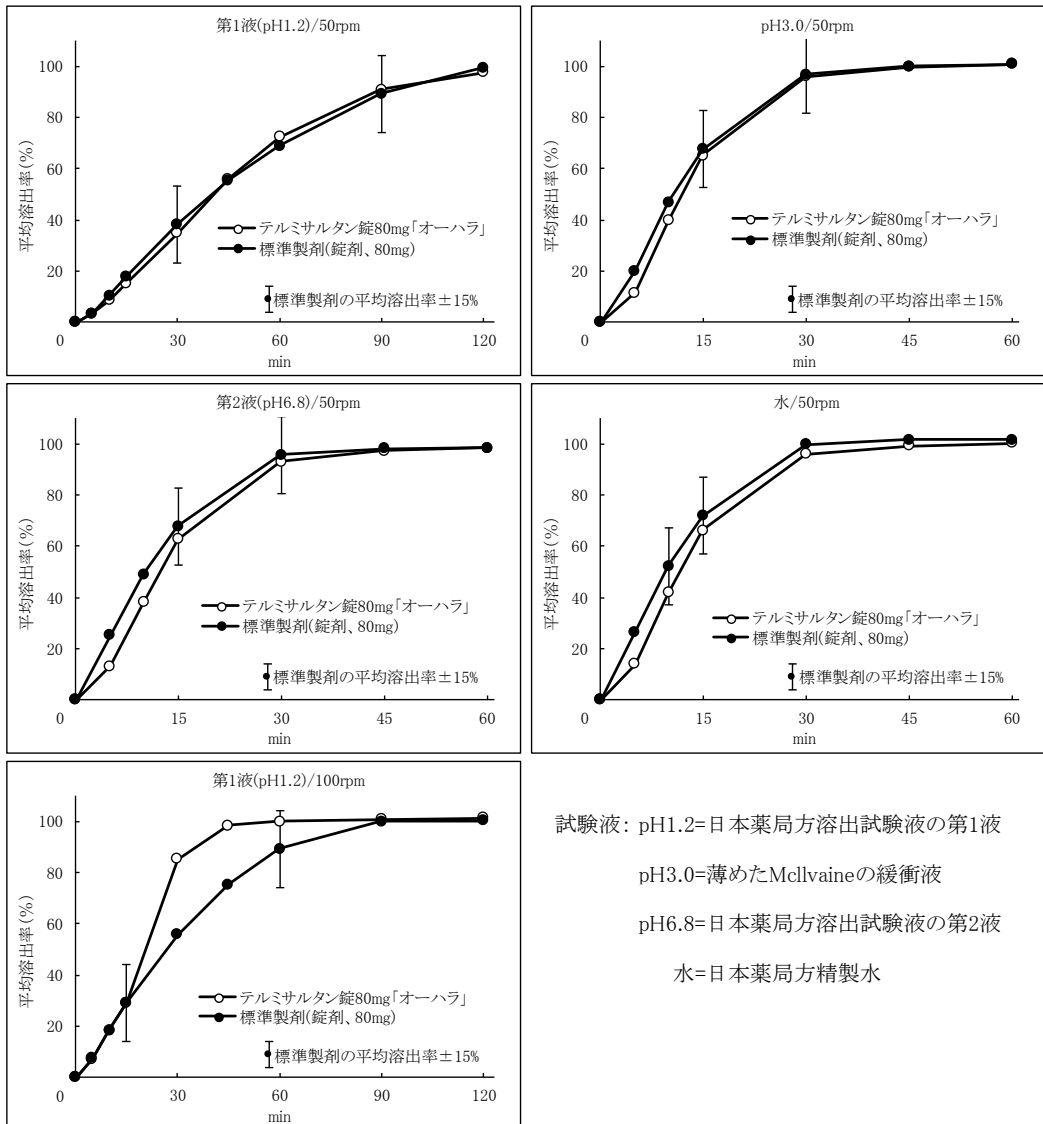 第1液(pH1.2)/50rpm
平均溶出率(%)
100
80
60
40
20
0
30
60
90
120
min
テルミサルタン錠80mg「オーハラ」
標準製剤(錠剤、80mg)
標準製剤の平均溶出率±15%
pH3.0/50rpm
平均溶出率(%)
100
80
60
40
20
0
15
30
45
60
min
テルミサルタン錠80mg「オーハラ」
標準製剤(錠剤、80mg)
標準製剤の平均溶出率±15%
第2液(pH6.8)/50rpm
平均溶出率(%)
100
80
60
40
20
0
15
30
45
60
min
テルミサルタン錠80mg「オーハラ」
標準製剤(錠剤、80mg)
標準製剤の平均溶出率±15%
水/50rpm
平均溶出率(%)
100
80
60
40
20
0
15
30
45
60
min
テルミサルタン錠80mg「オーハラ」
標準製剤(錠剤、80mg)
標準製剤の平均溶出率±15%
第1液(pH1.2)/100rpm
平均溶出率(%)
100
80
60
40
20
0
30
60
90
120
min
テルミサルタン錠80mg「オーハラ」
標準製剤(錠剤、80mg)
標準製剤の平均溶出率±15%
試験液: pH1.2=日本薬局方溶出試験液の第1液
pH3.0=薄めたMcllvaineの緩衝液
pH6.8=日本薬局方溶出試験液の第2液
水=日本薬局方精製水